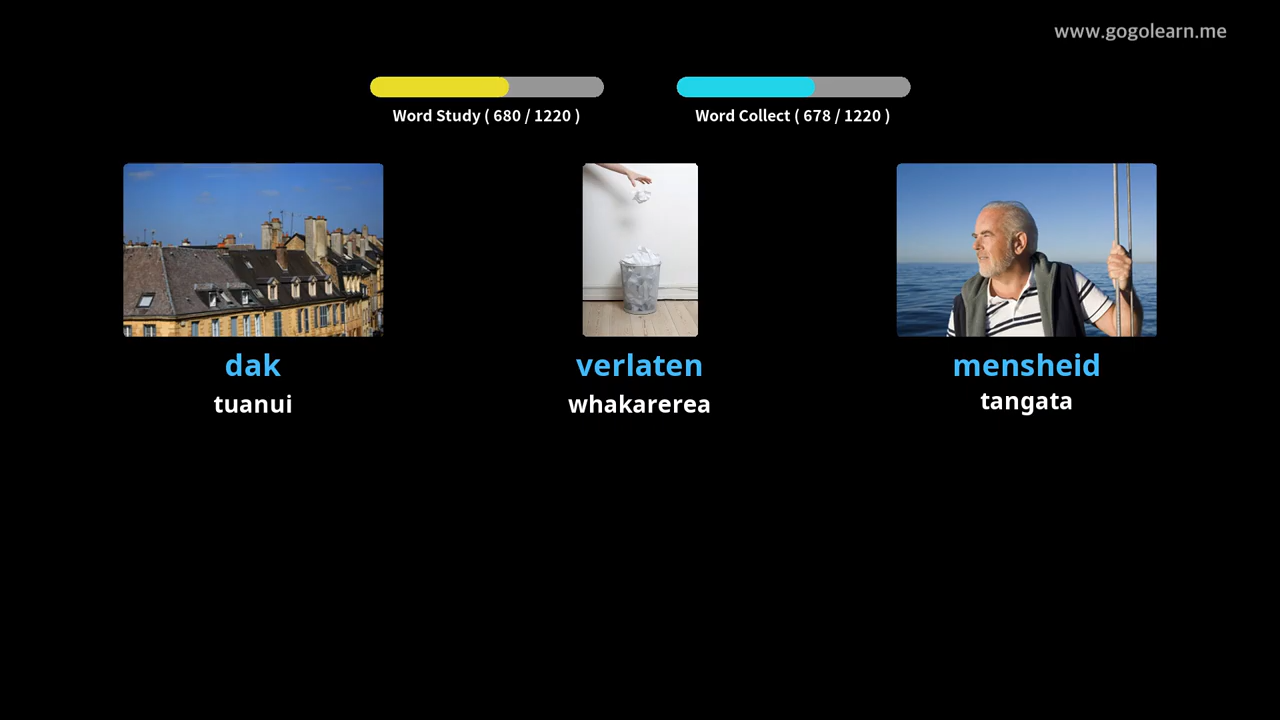 www.gogolearn.me
Word Study ( 680 / 1220 )
Word Collect ( 678 / 1220 )
dak
tuanui
verlaten
whakarerea
mensheid
tangata